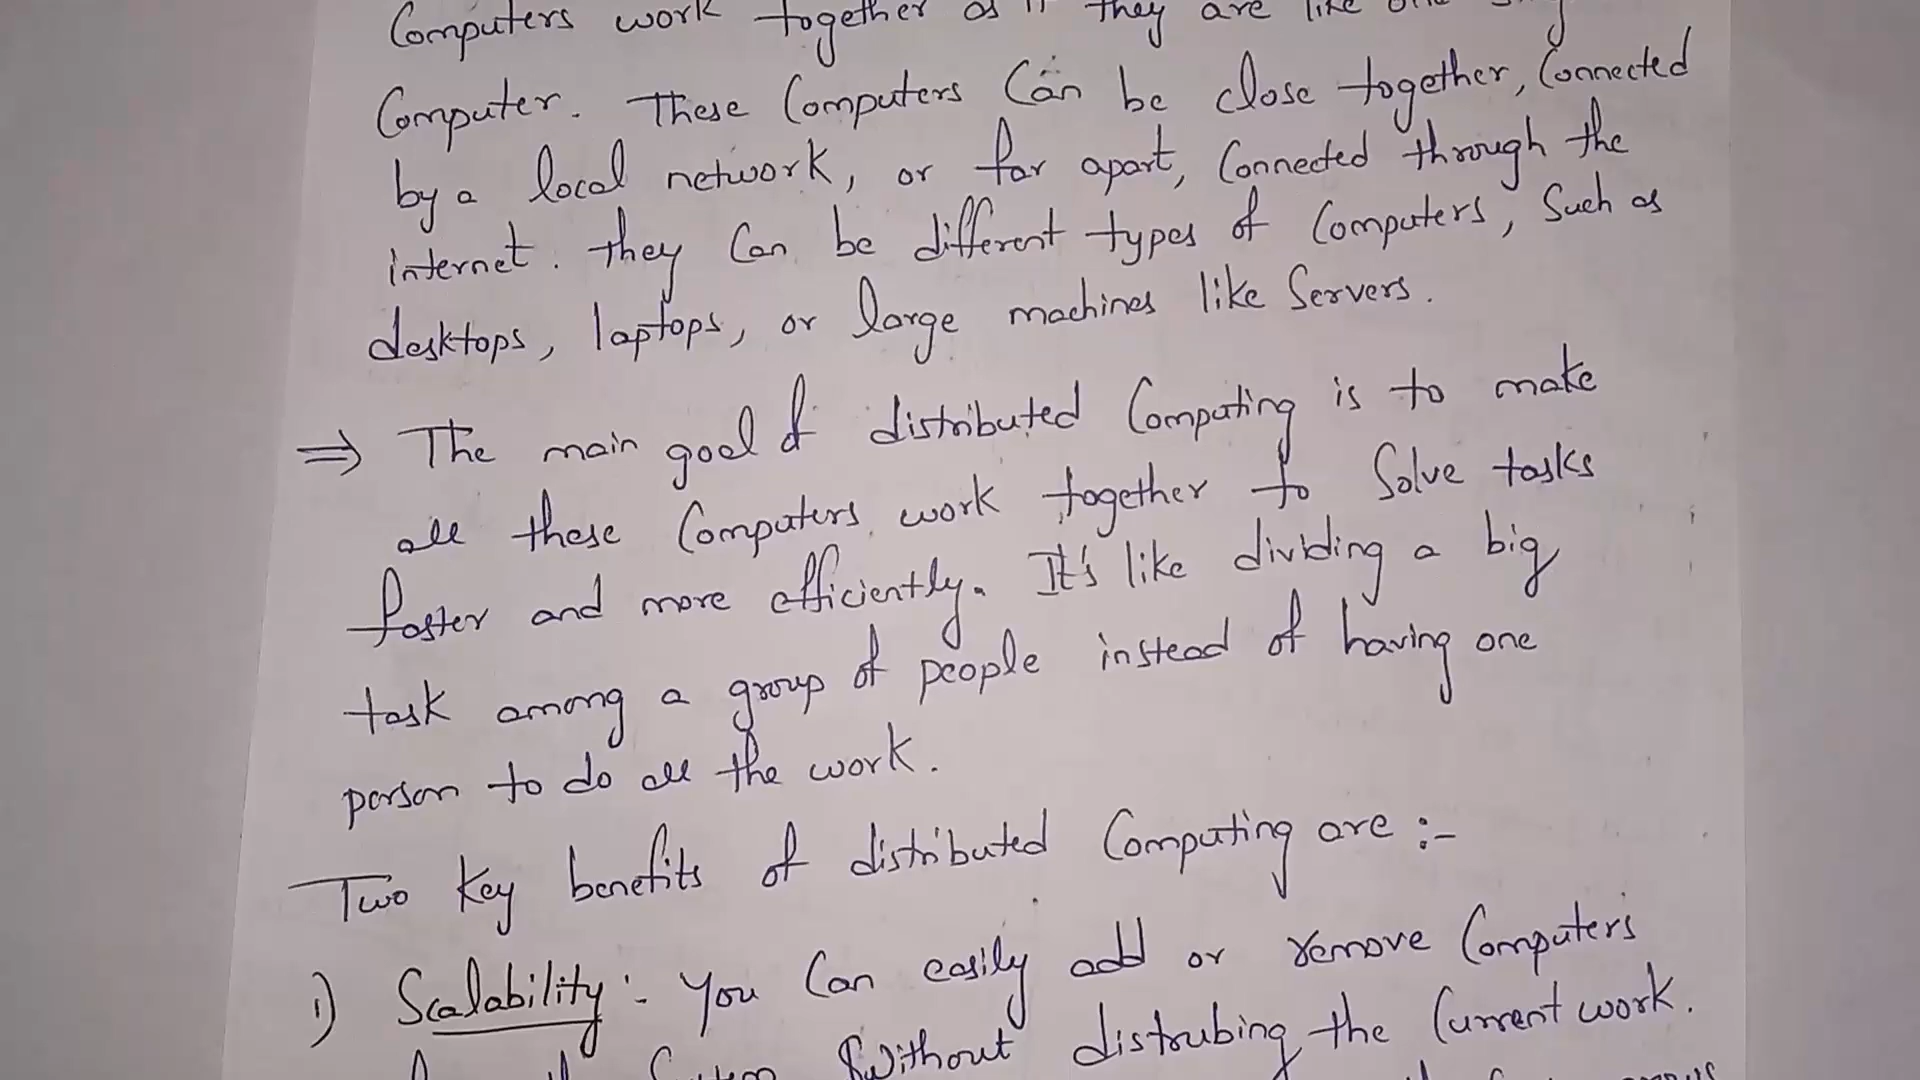 Computers work together as if they are like one
Computer. These Computers Can be close together, Connected
by a local network, or far apart, Connected through the
internet. they Can be different types of Computers, Such as
desktops, laptops, or large machines like Servers.
⇒ The main goal of distributed Computing is to make
all these Computers work together to Solve tasks
faster and more efficiently. It's like dividing a big
task among a group of people instead of having one
person to do all the work.
Two Key benefits of distributed Computing are :-
1) Scalability :- You Can easily add or remove Computers
System Without distrubing the Current work.